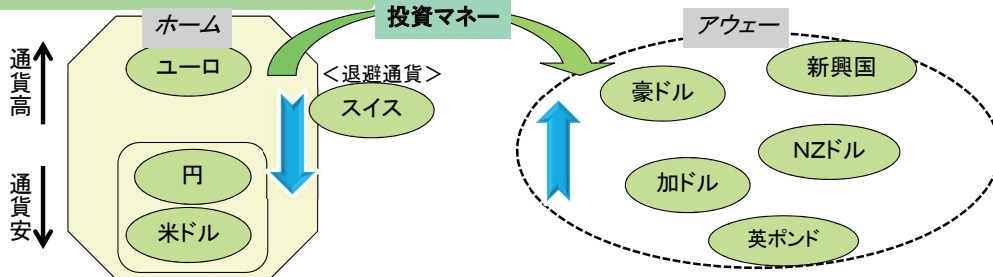 投資マネー
ホーム
アウェー
通貨高
ユーロ
＜退避通貨＞
スイス
豪ドル
新興国
NZドル
通貨安
円
加ドル
米ドル
英ポンド